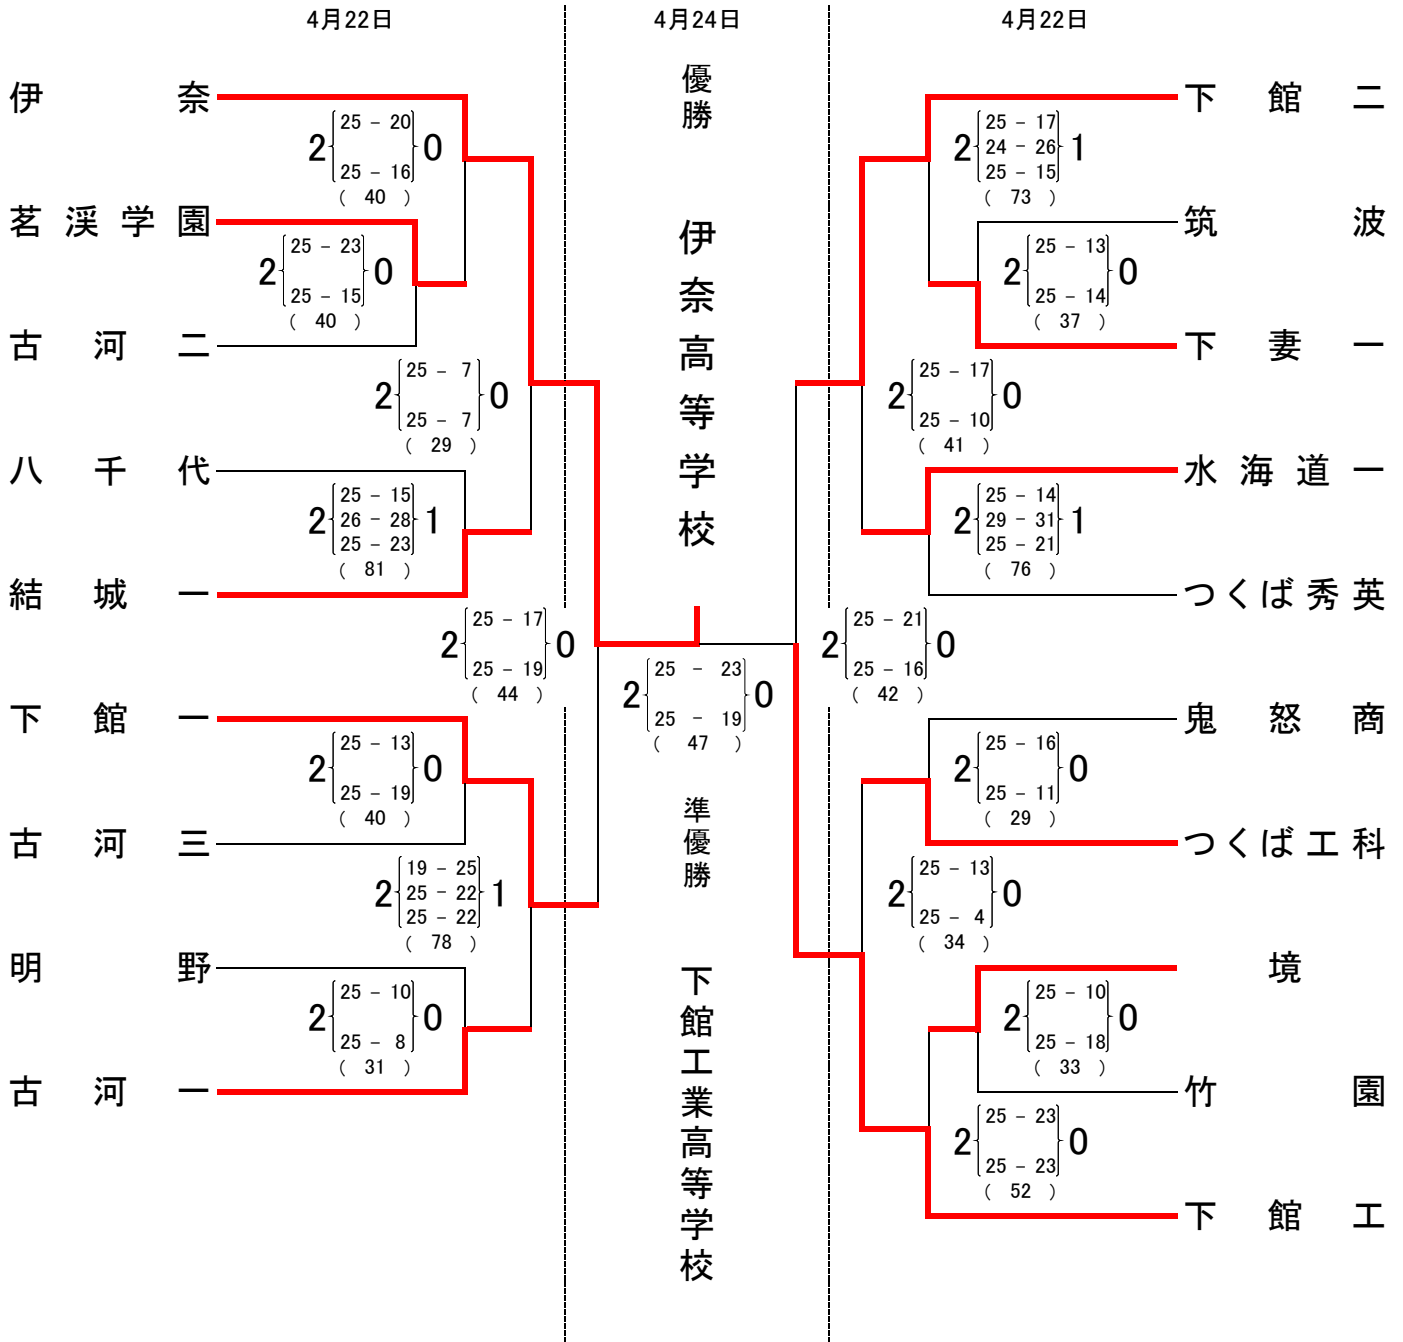 4月22日
4月24日
4月22日
優勝
伊奈高等学校
準優勝
下館工業高等学校
伊奈
2 25 - 20 0
25 - 16
( 40 )
茗溪学園
2 25 - 23 0
25 - 15
( 40 )
古河二
2 25 - 7 0
25 - 7
( 29 )
八千代
25 - 15
2 26 - 28 1
25 - 23
( 81 )
結城一
2 25 - 17 0
25 - 19
( 44 )
下館一
2 25 - 13 0
25 - 19
( 40 )
古河三
19 - 25
2 25 - 22 1
25 - 22
( 78 )
明野
2 25 - 10 0
25 - 8
( 31 )
古河一
2 25 - 23 0
25 - 19
( 47 )
下館二
25 - 17
2 24 - 26 1
25 - 15
( 73 )
筑波
2 25 - 13 0
25 - 14
( 37 )
下妻一
2 25 - 17 0
25 - 10
( 41 )
水海道一
25 - 14
2 29 - 31 1
25 - 21
( 76 )
つくば秀英
2 25 - 21 0
25 - 16
( 42 )
鬼怒商
2 25 - 16 0
25 - 11
( 29 )
つくば工科
2 25 - 13 0
25 - 4
( 34 )
境
2 25 - 10 0
25 - 18
( 33 )
竹園
2 25 - 23 0
25 - 23
( 52 )
下館工